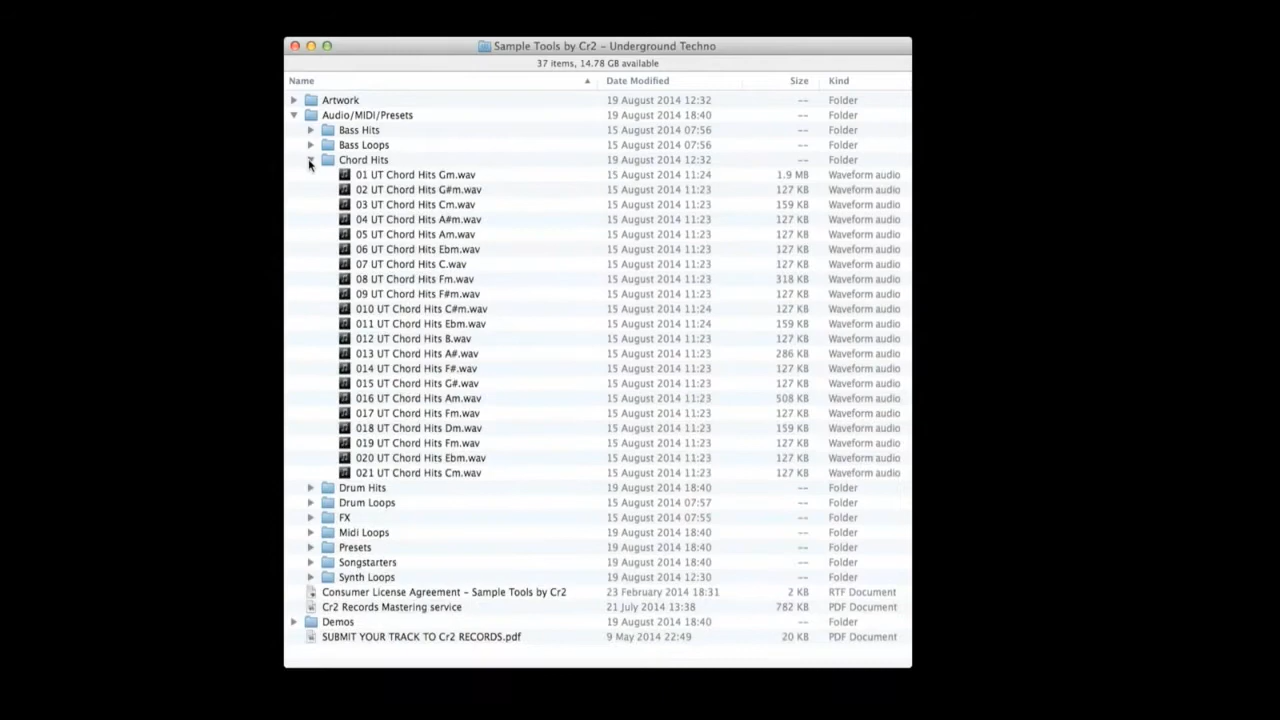 Sample Tools by Cr2 – Underground Techno
37 items, 14.78 GB available
Name Date Modified Size Kind
Artwork 19 August 2014 12:32 -- Folder
Audio/MIDI/Presets 19 August 2014 18:40 -- Folder
Bass Hits 15 August 2014 07:56 -- Folder
Bass Loops 15 August 2014 07:56 -- Folder
Chord Hits 19 August 2014 12:32 -- Folder
01 UT Chord Hits Gm.wav 15 August 2014 11:24 1.9 MB Waveform audio
02 UT Chord Hits G#m.wav 15 August 2014 11:23 127 KB Waveform audio
03 UT Chord Hits Cm.wav 15 August 2014 11:23 159 KB Waveform audio
04 UT Chord Hits A#m.wav 15 August 2014 11:23 127 KB Waveform audio
05 UT Chord Hits Am.wav 15 August 2014 11:23 127 KB Waveform audio
06 UT Chord Hits Ebm.wav 15 August 2014 11:23 127 KB Waveform audio
07 UT Chord Hits C.wav 15 August 2014 11:23 127 KB Waveform audio
08 UT Chord Hits Fm.wav 15 August 2014 11:23 318 KB Waveform audio
09 UT Chord Hits F#m.wav 15 August 2014 11:23 127 KB Waveform audio
010 UT Chord Hits C#m.wav 15 August 2014 11:24 127 KB Waveform audio
011 UT Chord Hits Ebm.wav 15 August 2014 11:24 159 KB Waveform audio
012 UT Chord Hits B.wav 15 August 2014 11:23 127 KB Waveform audio
013 UT Chord Hits A#.wav 15 August 2014 11:23 286 KB Waveform audio
014 UT Chord Hits F#.wav 15 August 2014 11:23 127 KB Waveform audio
015 UT Chord Hits G#.wav 15 August 2014 11:23 127 KB Waveform audio
016 UT Chord Hits Am.wav 15 August 2014 11:23 508 KB Waveform audio
017 UT Chord Hits Fm.wav 15 August 2014 11:23 127 KB Waveform audio
018 UT Chord Hits Dm.wav 15 August 2014 11:23 159 KB Waveform audio
019 UT Chord Hits Fm.wav 15 August 2014 11:23 127 KB Waveform audio
020 UT Chord Hits Ebm.wav 15 August 2014 11:23 127 KB Waveform audio
021 UT Chord Hits Cm.wav 15 August 2014 11:23 127 KB Waveform audio
Drum Hits 19 August 2014 18:40 -- Folder
Drum Loops 15 August 2014 07:57 -- Folder
FX 15 August 2014 07:55 -- Folder
Midi Loops 19 August 2014 18:40 -- Folder
Presets 19 August 2014 18:40 -- Folder
Songstarters 19 August 2014 18:40 -- Folder
Synth Loops 19 August 2014 12:30 -- Folder
Consumer License Agreement – Sample Tools by Cr2 23 February 2014 18:31 2 KB RTF Document
Cr2 Records Mastering service 21 July 2014 13:38 782 KB PDF Document
Demos 19 August 2014 18:40 -- Folder
SUBMIT YOUR TRACK TO Cr2 RECORDS.pdf 9 May 2014 22:49 20 KB PDF Document